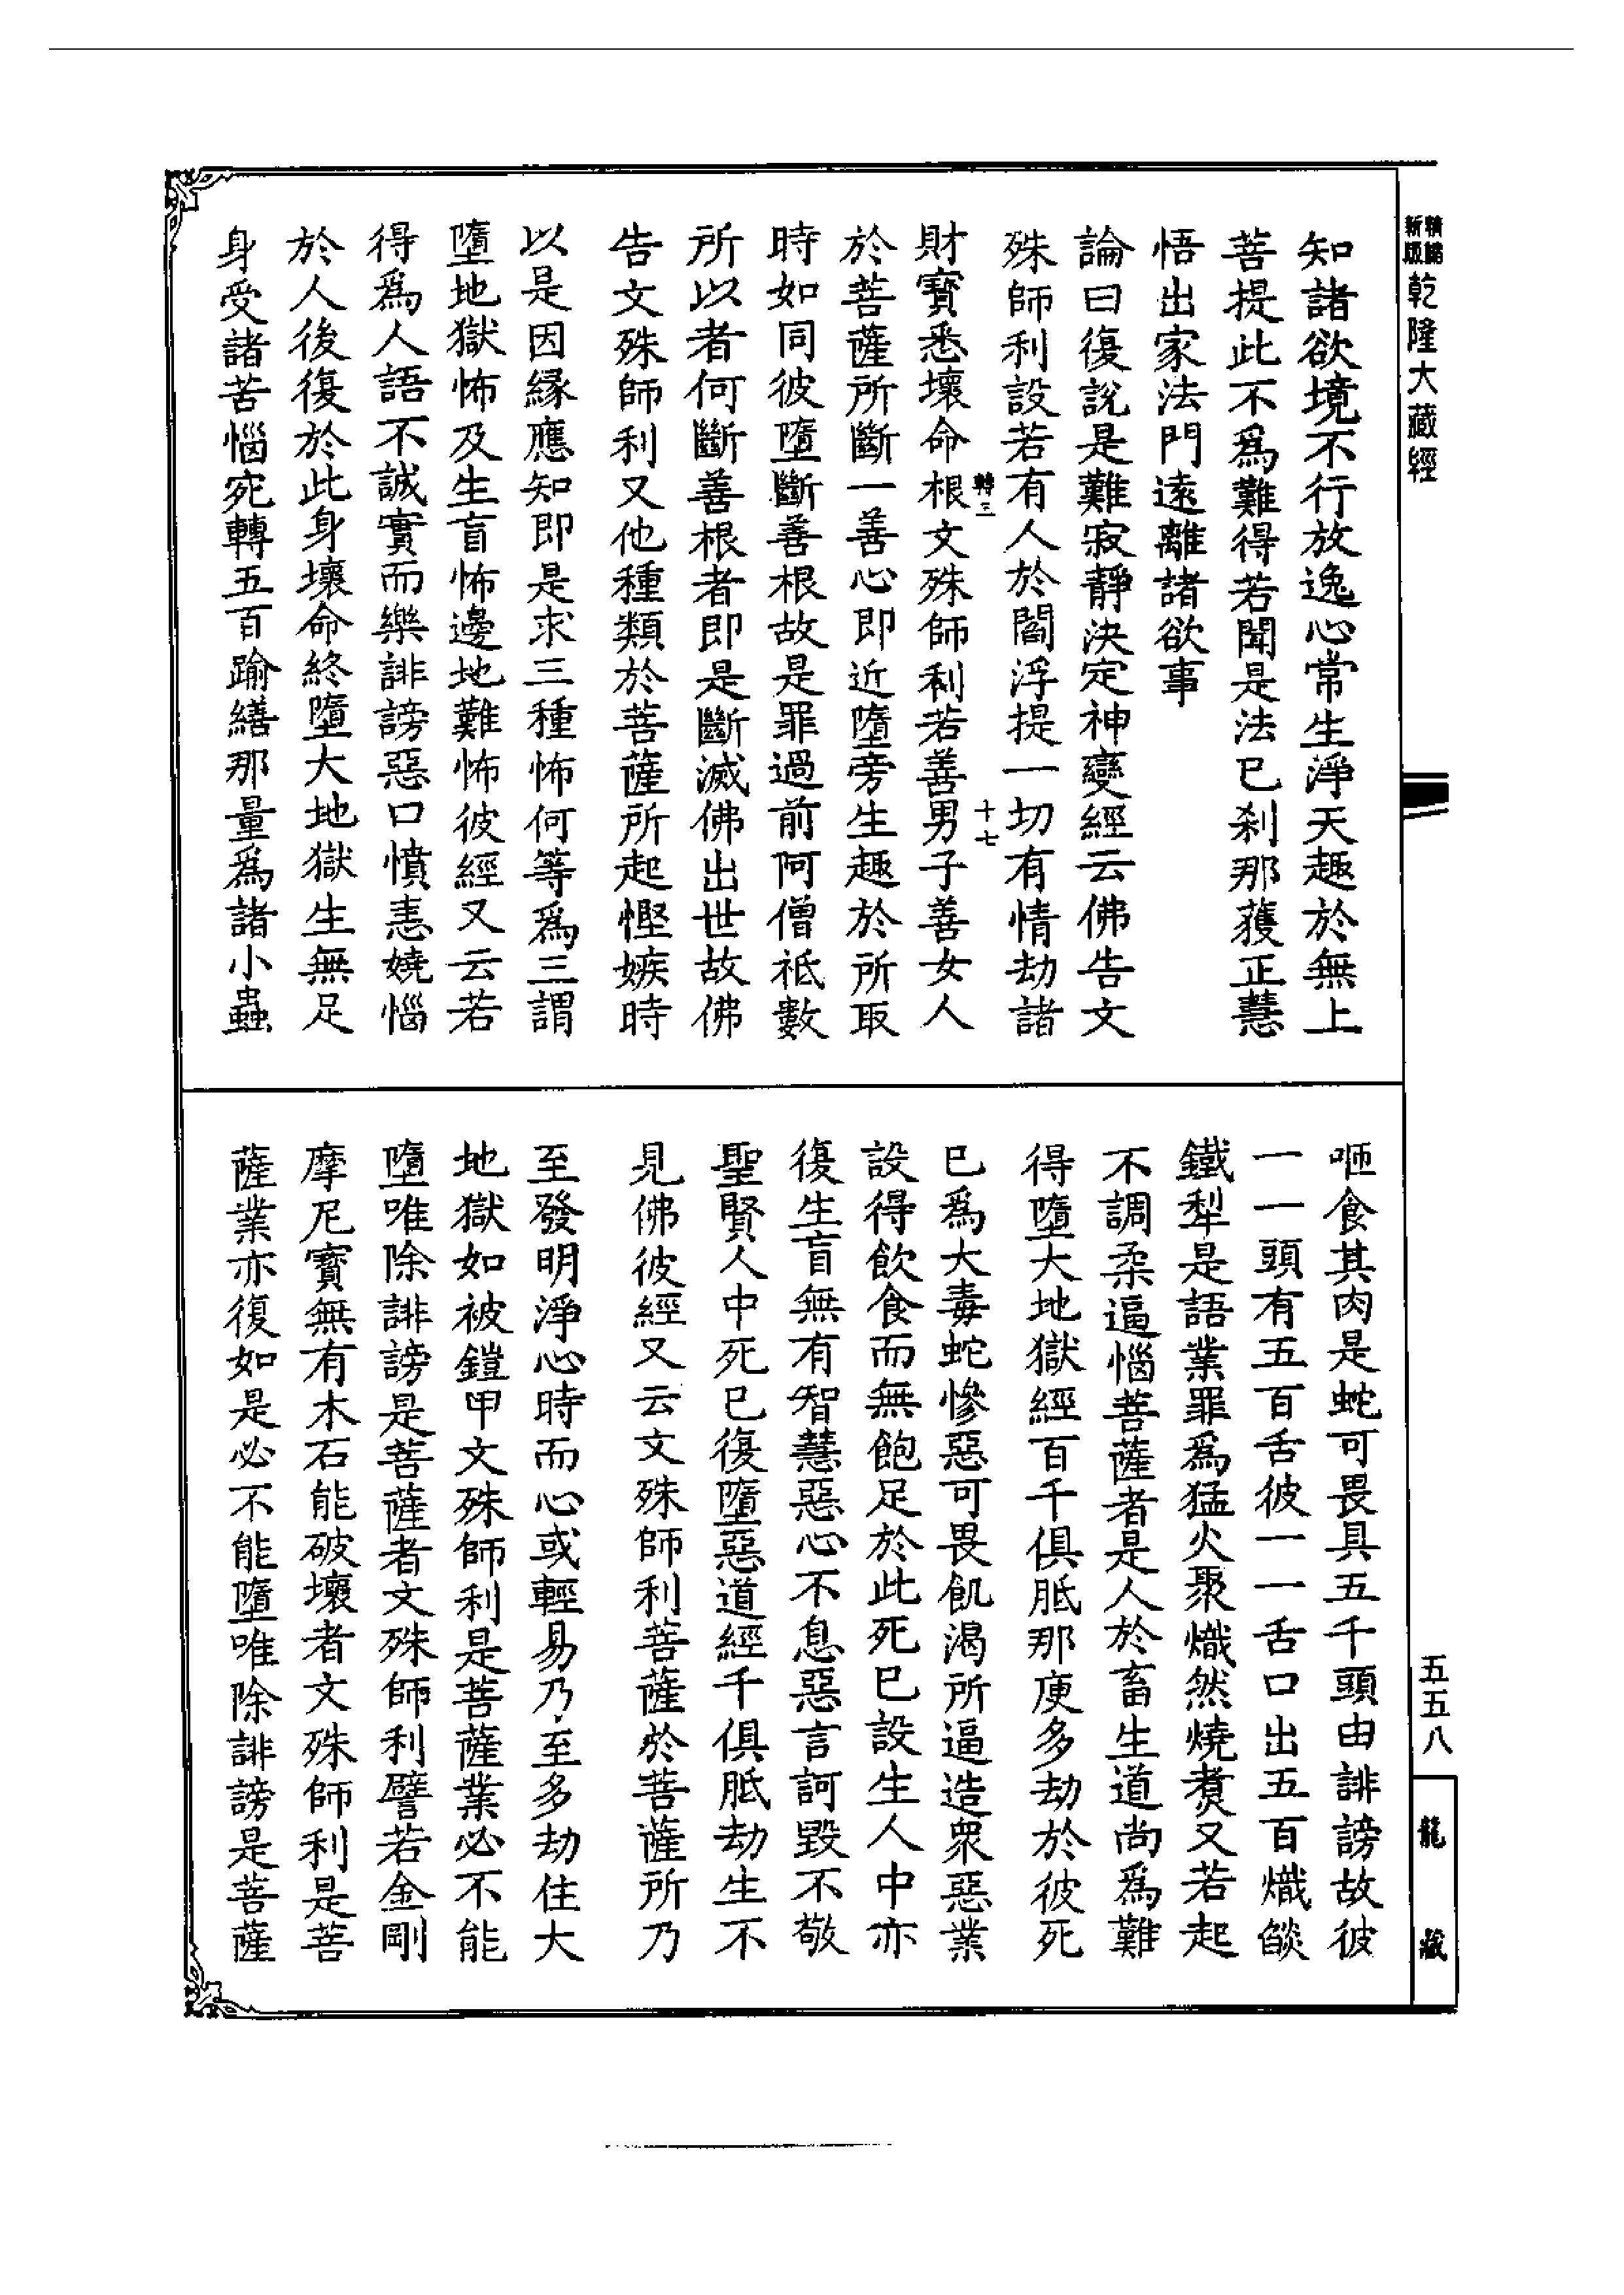 精縮
新版
乾隆大藏經
知諸欲境不行放逸心常生淨天趣於無上
菩提此不爲難得若聞是法已刹那獲正慧
悟出家法門遠離諸欲事
論曰復說是難寂靜決定神變經云佛告文
殊師利設若有人於閻浮提一切有情劫諸
轉三
十七
財寶悉壞命根文殊師利若善男子善女人
於菩薩所斷一善心即近墮旁生趣於所取
時如同彼墮斷善根故是罪過前阿僧祇數
所以者何斷善根者即是斷滅佛出世故佛
告文殊師利又他種類於菩薩所起慳嫉時
以是因緣應知即是求三種怖何等爲三謂
墮地獄怖及生盲怖邊地難怖彼經又云若
得爲人語不誠實而樂誹謗惡口憤恚嬈惱
於人後復於此身壞命終墮大地獄生無足
身受諸苦惱宛轉五百踰繕那量爲諸小蟲
咂食其肉是蛇可畏具五千頭由誹謗故彼
一一頭有五百舌彼一一舌口出五百熾𦦨
鐵犁是語業罪爲猛火聚熾然燒煑又若起
不調柔逼惱菩薩者是人於畜生道尚爲難
得墮大地獄經百千俱胝那庾多劫於彼死
已爲大毒蛇慘惡可畏飢渴所逼造衆惡業
設得飲食而無飽足於此死已設生人中亦
復生盲無有智慧惡心不息惡言訶毀不敬
聖賢人中死已復墮惡道經千俱胝劫生不
見佛彼經又云文殊師利菩薩於菩薩所乃
至發明淨心時而心或輕易乃至多劫住大
地獄如被鎧甲文殊師利是菩薩業必不能
墮唯除誹謗是菩薩者文殊師利譬若金剛
摩尼寶無有木石能破壞者文殊師利是菩
薩業亦復如是必不能墮唯除誹謗是菩薩
五五八
龍藏